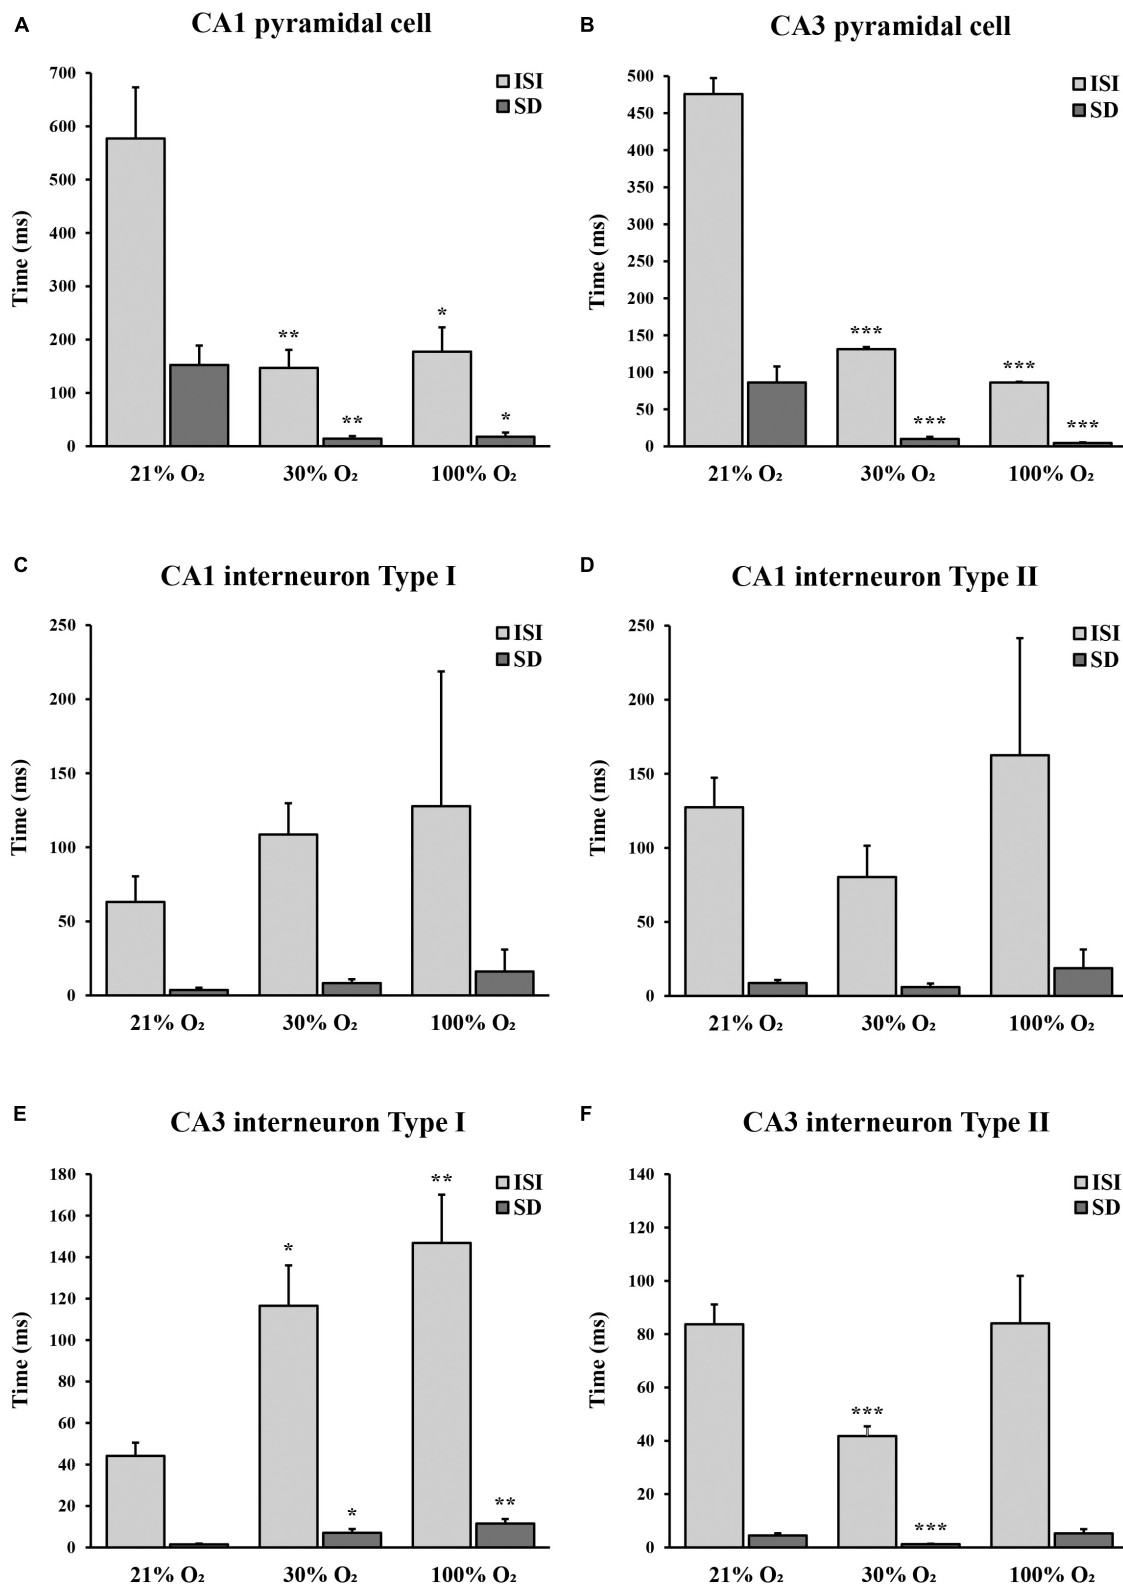 A
CA1 pyramidal cell
Time (ms)
700
600
500
400
300
200
100
0
ISI
SD
**
**
*
*
21% O₂
30% O₂
100% O₂
B
CA3 pyramidal cell
Time (ms)
500
450
400
350
300
250
200
150
100
50
0
ISI
SD
***
***
***
***
21% O₂
30% O₂
100% O₂
C
CA1 interneuron Type I
Time (ms)
250
200
150
100
50
0
ISI
SD
21% O₂
30% O₂
100% O₂
D
CA1 interneuron Type II
Time (ms)
250
200
150
100
50
0
ISI
SD
21% O₂
30% O₂
100% O₂
E
CA3 interneuron Type I
Time (ms)
180
160
140
120
100
80
60
40
20
0
ISI
SD
*
*
**
**
21% O₂
30% O₂
100% O₂
F
CA3 interneuron Type II
Time (ms)
140
120
100
80
60
40
20
0
ISI
SD
***
***
21% O₂
30% O₂
100% O₂